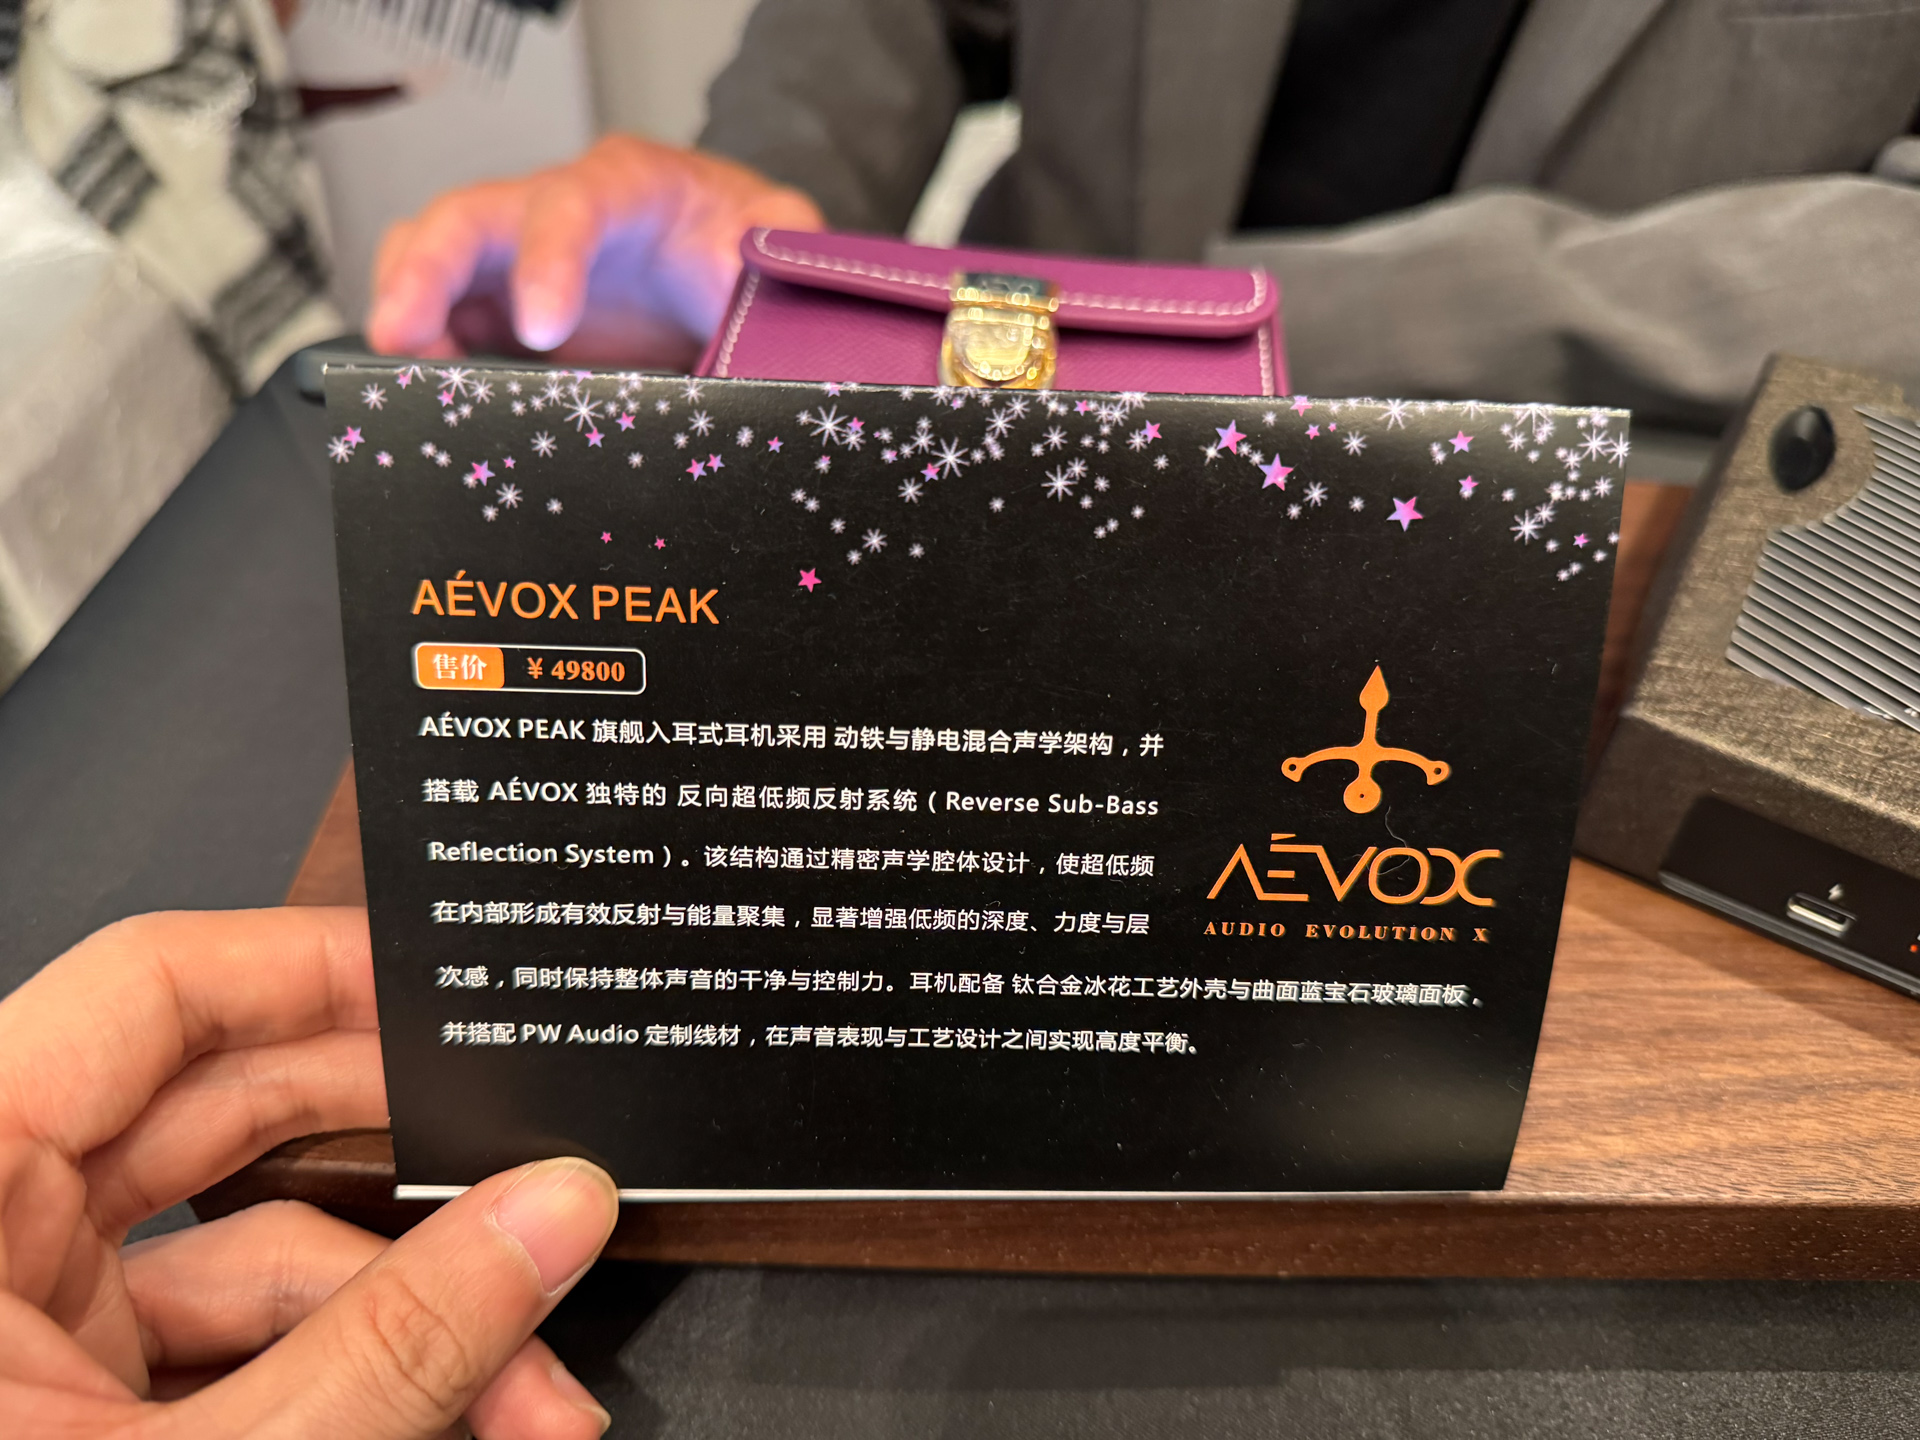 AÉVOX PEAK
售价 ¥ 49800
AÉVOX PEAK 旗舰入耳式耳机采用 动铁与静电混合声学架构，并
搭载 AÉVOX 独特的 反向超低频反射系统（Reverse Sub-Bass
Reflection System）。该结构通过精密声学腔体设计，使超低频
在内部形成有效反射与能量聚集，显著增强低频的深度、力度与层
次感，同时保持整体声音的干净与控制力。耳机配备 钛合金冰花工艺外壳与曲面蓝宝石玻璃面板，
并搭配 PW Audio 定制线材，在声音表现与工艺设计之间实现高度平衡。
AÉVOX
AUDIO EVOLUTION X